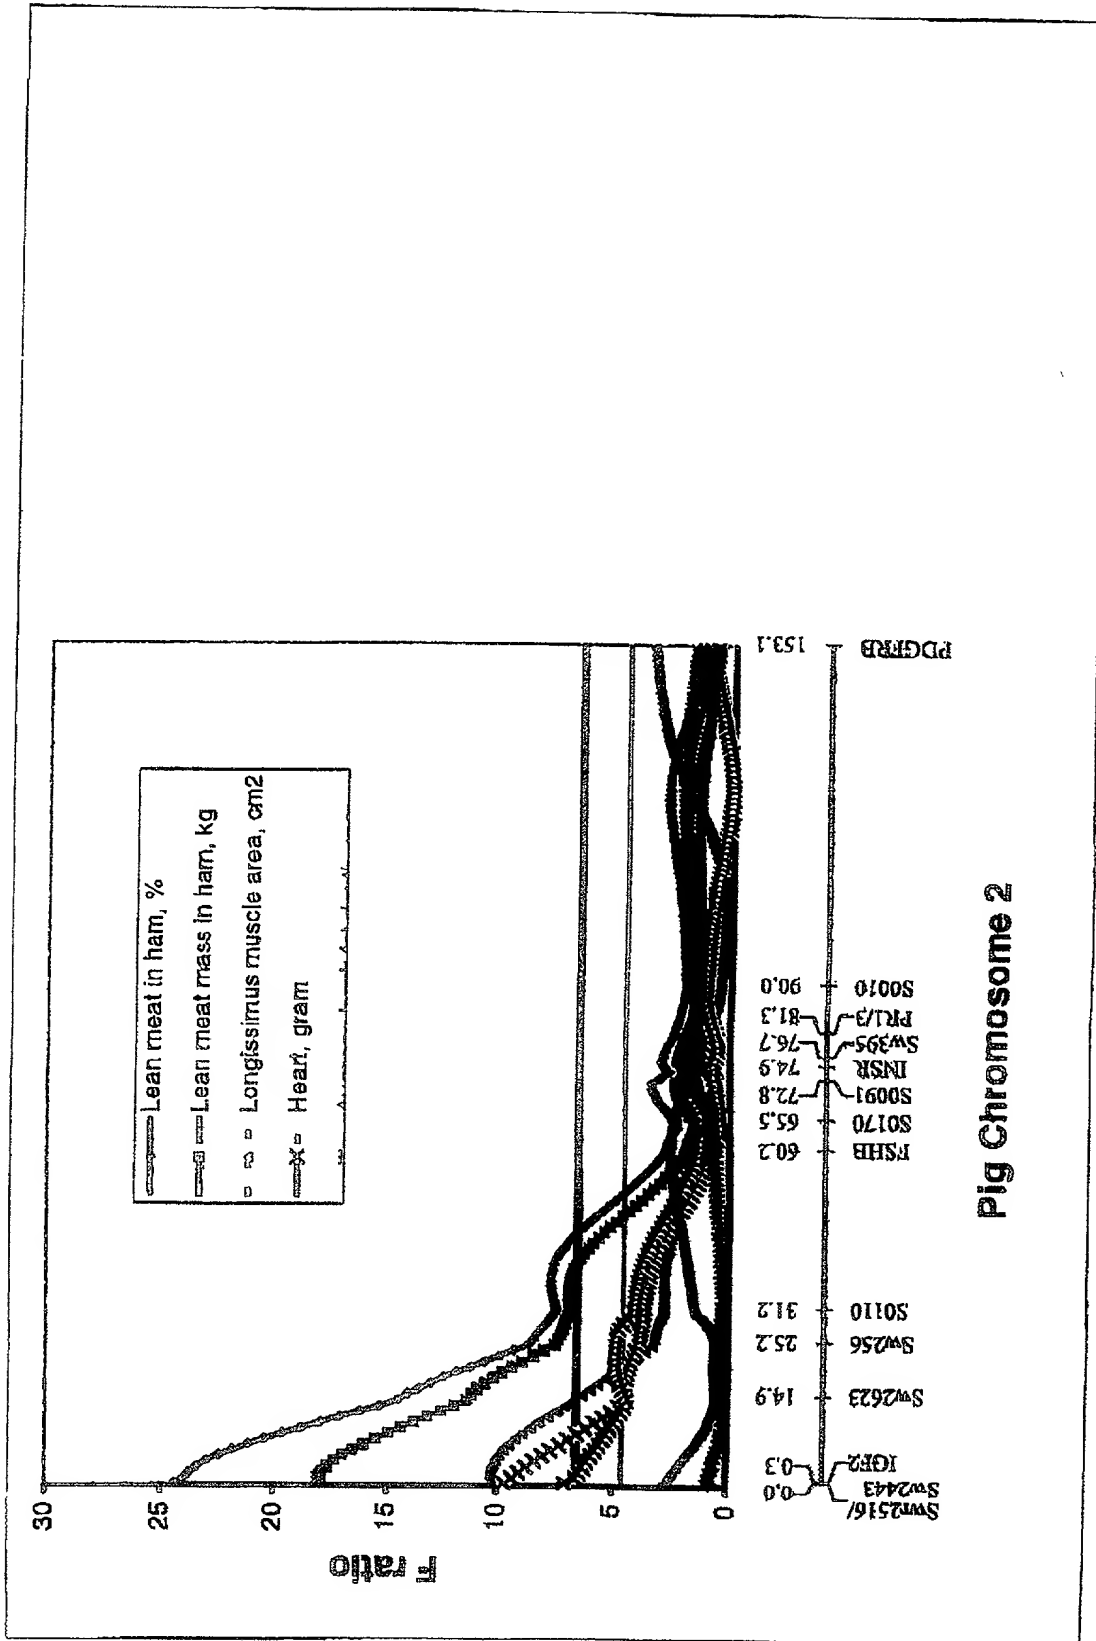 F ratio
30
25
20
15
10
5
0
Lean meat in ham, %
Lean meat mass in ham, kg
Longissimus muscle area, cm2
Heart, gram
0.0
0.3
14.9
25.2
31.2
60.2
65.5
72.8
74.9
76.7
81.3
90.0
153.1
Swr2516/
Sw2443
IGF2
Sw2623
Sw256
S0110
FSHB
S0170
S0091
INSR
Sw395
PR1/3
S0010
PDGFRB
Pig Chromosome 2